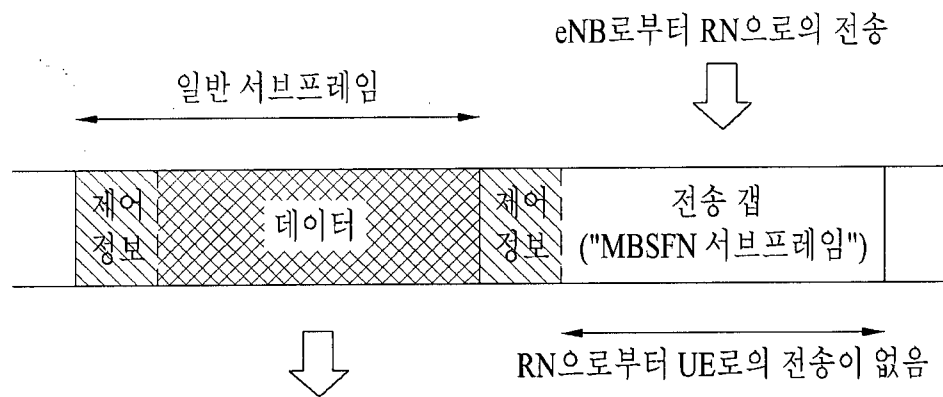 eNB로부터 RN으로의 전송
일반 서브프레임
제어
정보
데이터
제어
정보
전송 갭
("MBSFN 서브프레임")
RN으로부터 UE로의 전송이 없음